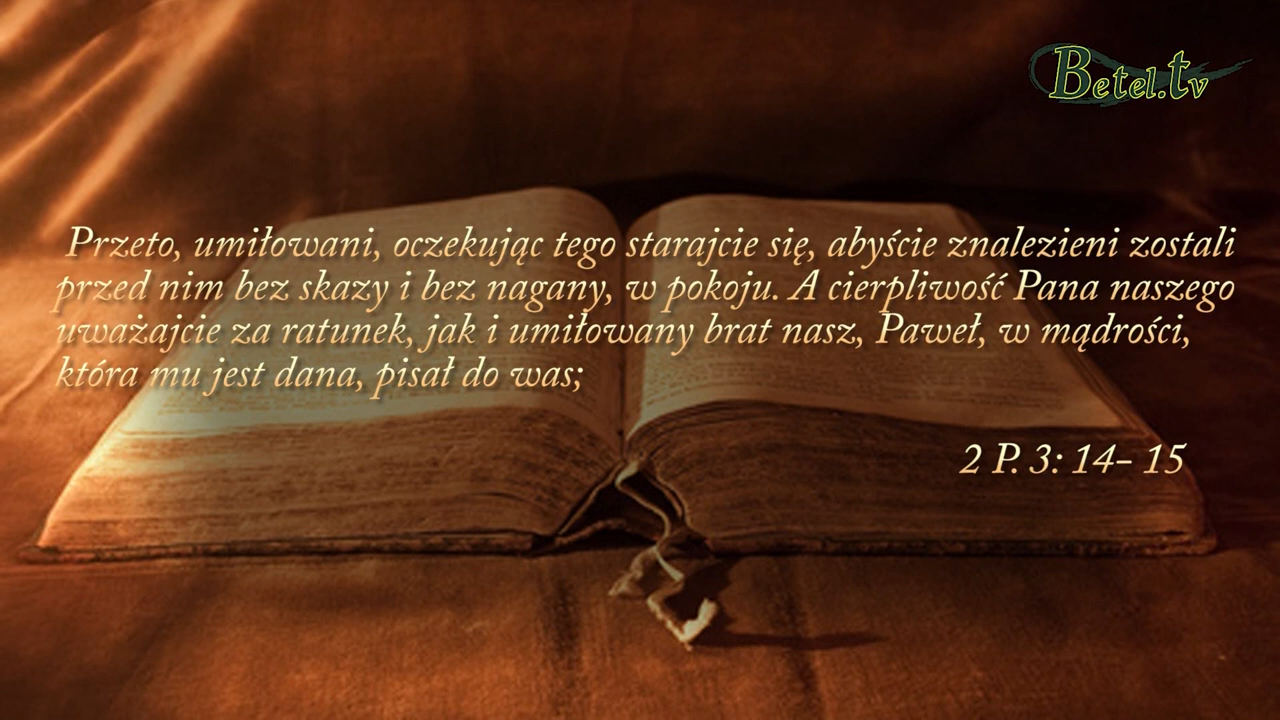 Betel.tv
Przeto, umiłowani, oczekując tego starajcie się, abyście znalezieni zostali
przed nim bez skazy i bez nagany, w pokoju. A cierpliwość Pana naszego
uważajcie za ratunek, jak i umiłowany brat nasz, Paweł, w mądrości,
która mu jest dana, pisał do was;
2 P. 3: 14- 15